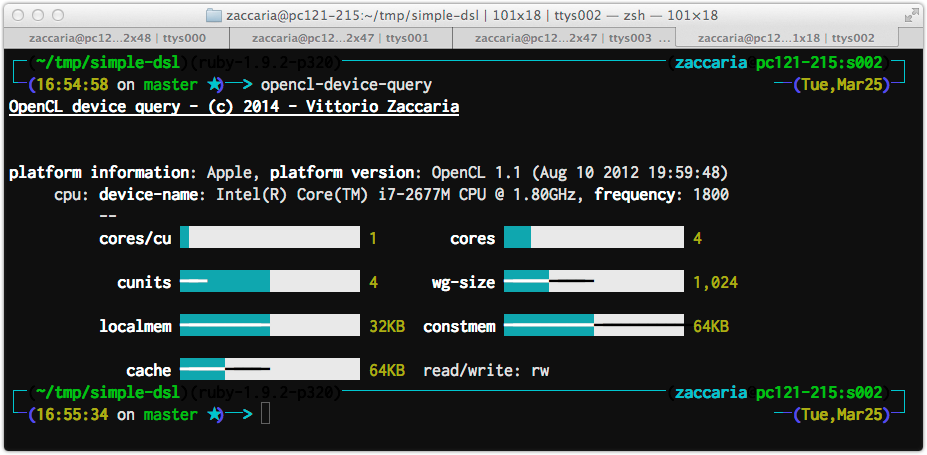 zaccaria@pc121-215:~/tmp/simple-dsl | 101x18 | ttys002 — zsh — 101×18
zaccaria@pc12...2x48 | ttys000 zaccaria@pc12...2x47 | ttys001 zaccaria@pc12...2x47 | ttys003 ... zaccaria@pc12...1x18 | ttys002
(~/tmp/simple-dsl)(ruby-1.9.2-p320) (zaccaria pc121-215:s002)
(16:54:58 on master ★)—> opencl-device-query (Tue,Mar25)
OpenCL device query - (c) 2014 - Vittorio Zaccaria
platform information: Apple, platform version: OpenCL 1.1 (Aug 10 2012 19:59:48)
cpu: device-name: Intel(R) Core(TM) i7-2677M CPU @ 1.80GHz, frequency: 1800
--
cores/cu 1 cores 4
cunits 4 wg-size 1,024
localmem 32KB constmem 64KB
cache 64KB read/write: rw
(~/tmp/simple-dsl)(ruby-1.9.2-p320) (zaccaria pc121-215:s002)
(16:55:34 on master ★)—> (Tue,Mar25)